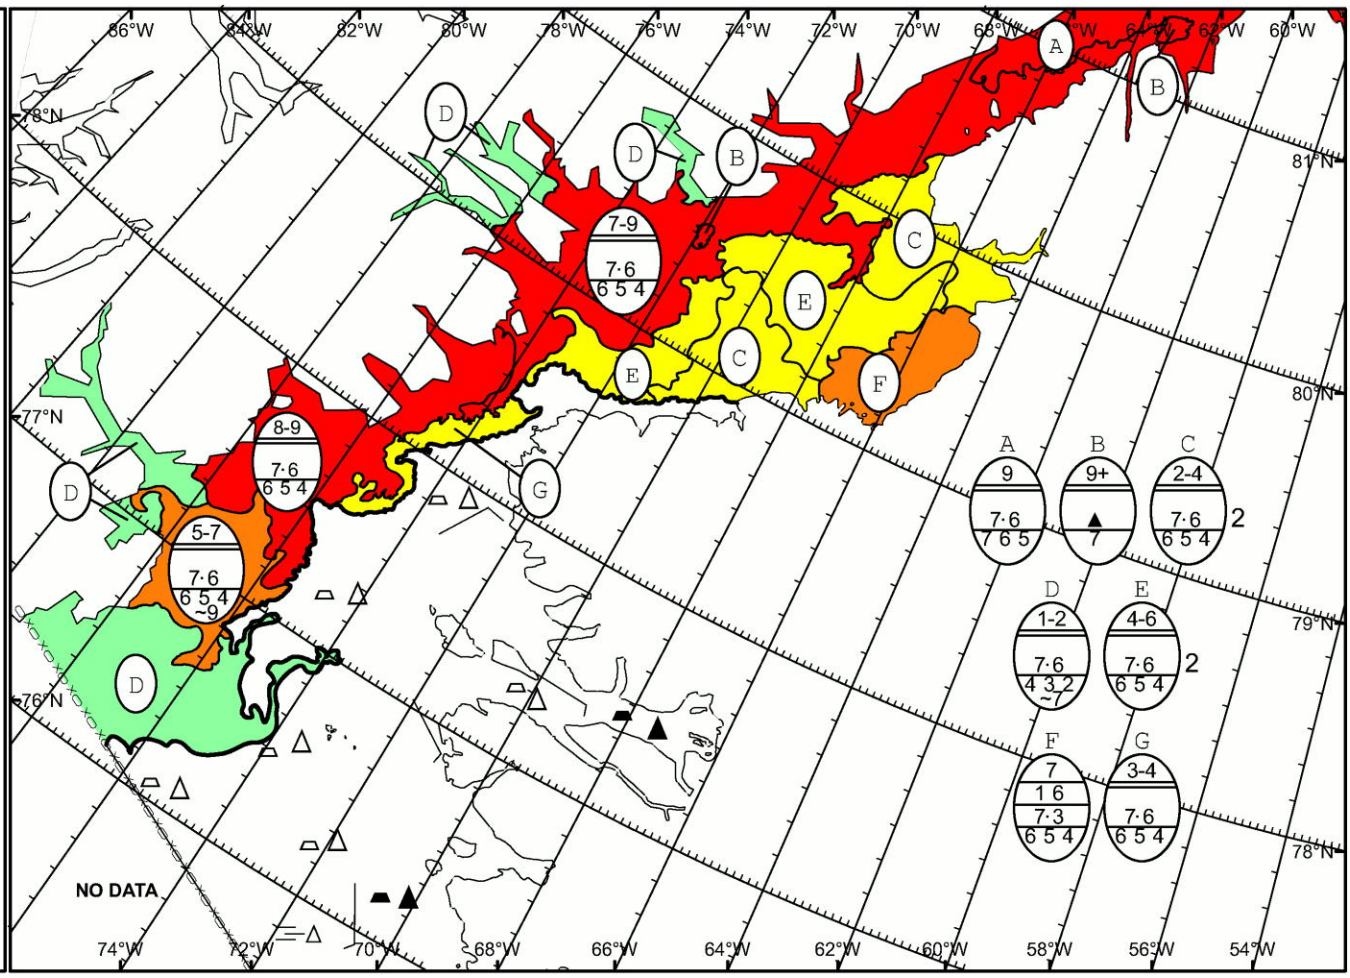 86°W 84°W 82°W 80°W 78°W 76°W 74°W 72°W 70°W 68°W 64°W 62°W 60°W
A
B
D
78°N
D
B
81°N
7-9
7·6
6 5 4
C
E
C
E
F
80°N
77°N
8-9
7·6
6 5 4
D
G
A B C
9 9+ 2-4
7·6 ▲ 7·6 2
7 6 5 7 6 5 4
5-7
7·6
6 5 4
~9
D E
1-2 4-6
7·6 7·6 2
4 3 2 6 5 4
~7
79°N
D
76°N
F G
7 3-4
1 6
7·3 7·6
6 5 4 6 5 4
78°N
NO DATA
74°W 72°W 70°W 68°W 66°W 64°W 62°W 60°W 58°W 56°W 54°W